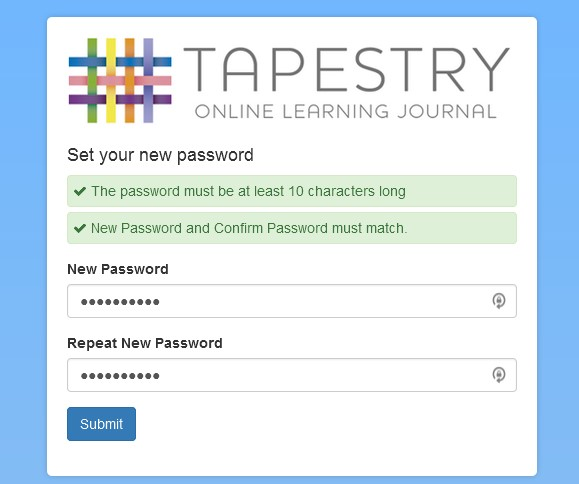 TAPESTRY
ONLINE LEARNING JOURNAL
Set your new password
✔ The password must be at least 10 characters long
✔ New Password and Confirm Password must match.
New Password
●●●●●●●●●●
Repeat New Password
●●●●●●●●●●
Submit